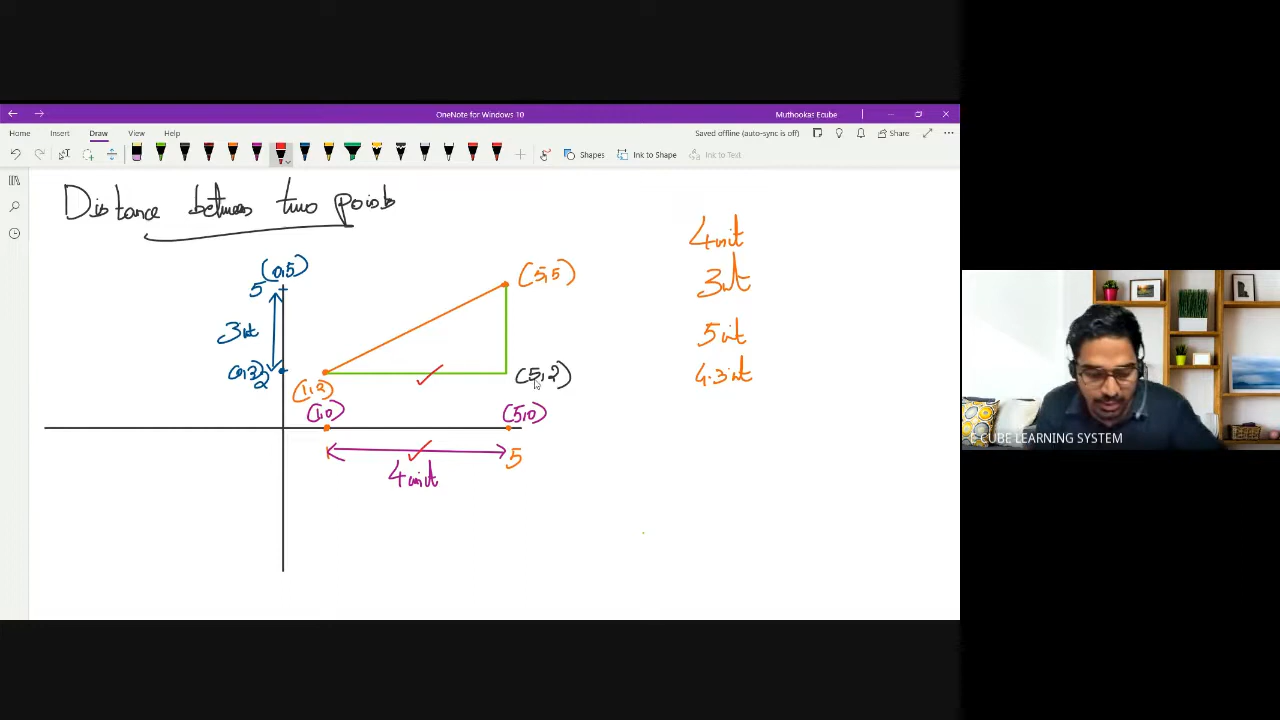 OneNote for Windows 10
Muthookas Ecube
Home Insert Draw View Help
Saved offline (auto-sync is off)
Share
Shapes
Ink to Shape
Ink to Text
Distance between two points
(0,5)
5
3 unit
2
(5,5)
(1,2)
(5,2)
(1,0)
(5,0)
1
5
4 unit
4 unit
3 unit
5 unit
4.3 unit
E CUBE LEARNING SYSTEM